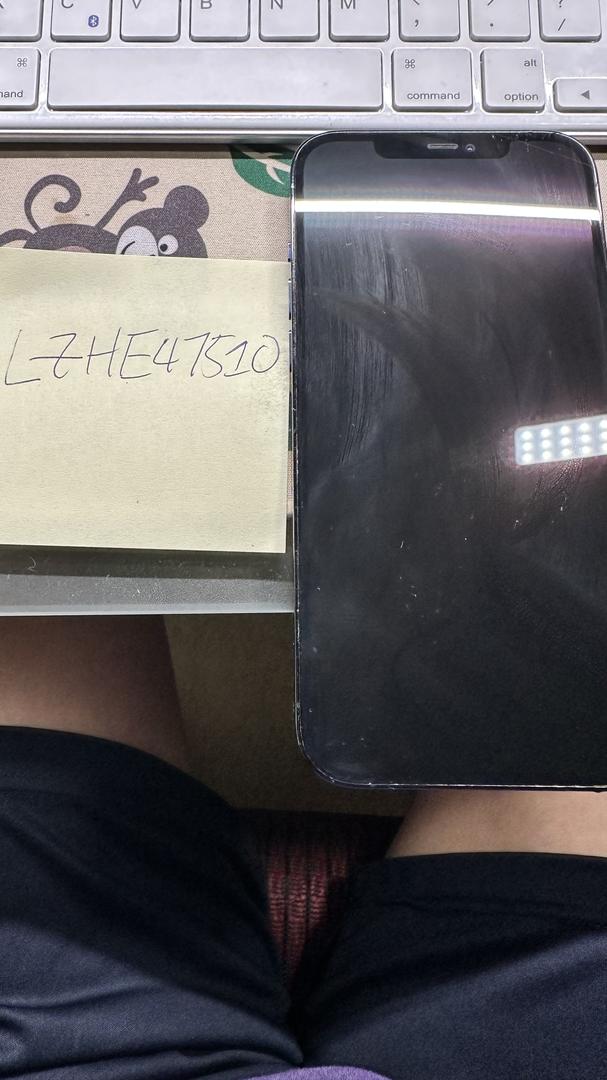 C V B N M < , > . ? /
⌘ ⌘ alt
command option ◀
LZHE47510